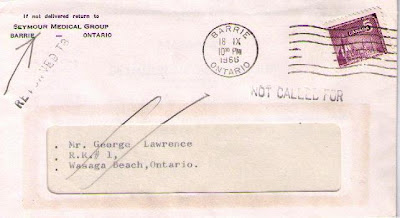 If not delivered return to
SEYMOUR MEDICAL GROUP
BARRIE - ONTARIO
RETURNED TO
BARRIE
18 IX
10 PM
1968
ONTARIO
5
CANADA
NOT CALLED FOR
Mr. George Lawrence
R.R.# 1,
Wasaga Beach,Ontario.